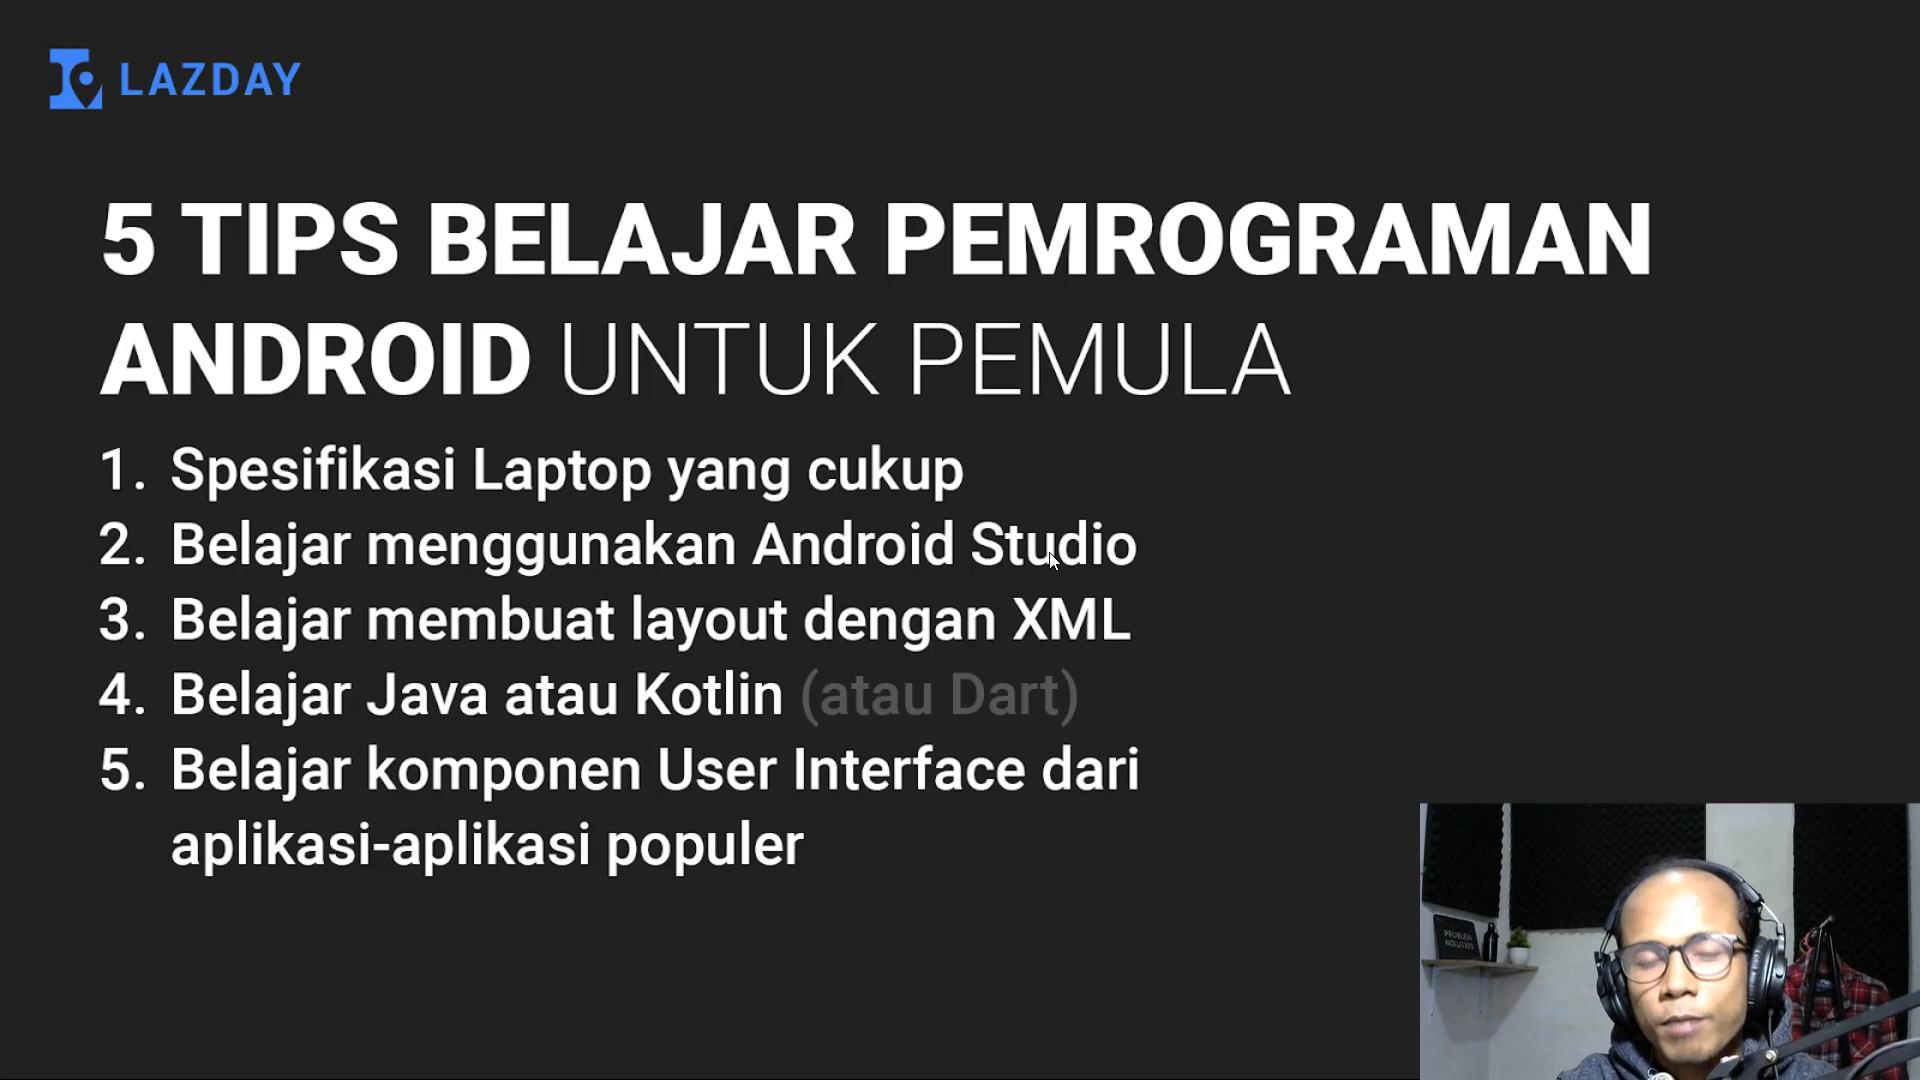 LAZDAY
5 TIPS BELAJAR PEMROGRAMAN
ANDROID UNTUK PEMULA
1. Spesifikasi Laptop yang cukup
2. Belajar menggunakan Android Studio
3. Belajar membuat layout dengan XML
4. Belajar Java atau Kotlin (atau Dart)
5. Belajar komponen User Interface dari
aplikasi-aplikasi populer
PROBLEM
SOLUTION